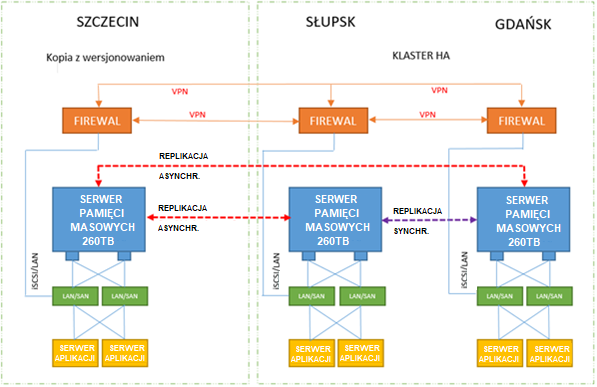 SZCZECIN
SŁUPSK
GDAŃSK
Kopia z wersjonowaniem
KLASTER HA
VPN
VPN
FIREWAL
VPN
FIREWAL
VPN
FIREWAL
REPLIKACJA
ASYNCHR.
SERWER
PAMIĘCI
MASOWYCH
260TB
REPLIKACJA
ASYNCHR.
SERWER
PAMIĘCI
MASOWYCH
260TB
REPLIKACJA
SYNCHR.
SERWER
PAMIĘCI
MASOWYCH
260TB
iSCSI/LAN
iSCSI/LAN
iSCSI/LAN
LAN/SAN
LAN/SAN
LAN/SAN
LAN/SAN
LAN/SAN
LAN/SAN
SERWER
APLIKACJI
SERWER
APLIKACJI
SERWER
APLIKACJI
SERWER
APLIKACJI
SERWER
APLIKACJI
SERWER
APLIKACJI